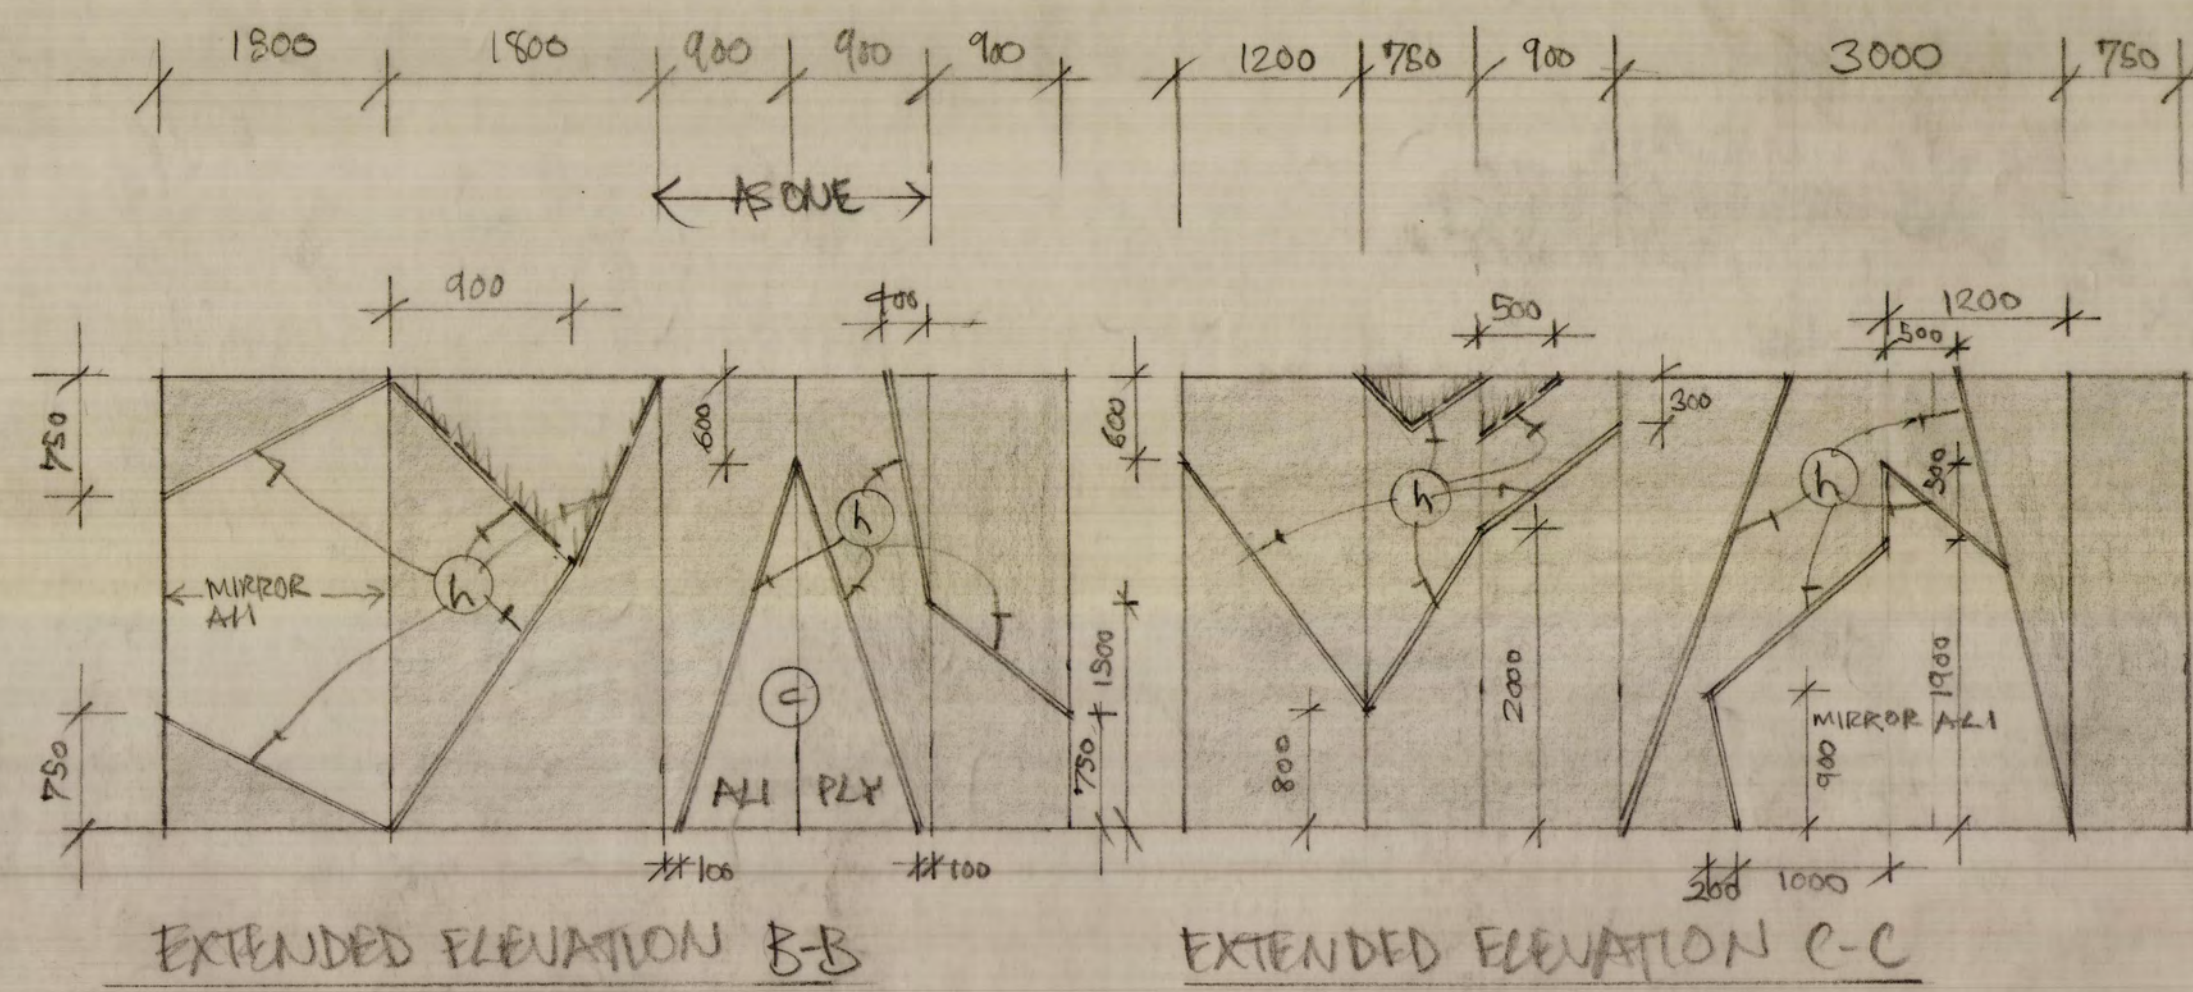 1800 1800 900 900 900 1200 750 900 3000 750
AS ONE
900 400 500 1200
500
750 600 600 300
h h h
300
MIRROR
ALI
h
1500 2000 1900
c
MIRROR ALI
750 ALI PLY 750 800 900
100 100 200 1000
EXTENDED ELEVATION B-B EXTENDED ELEVATION C-C